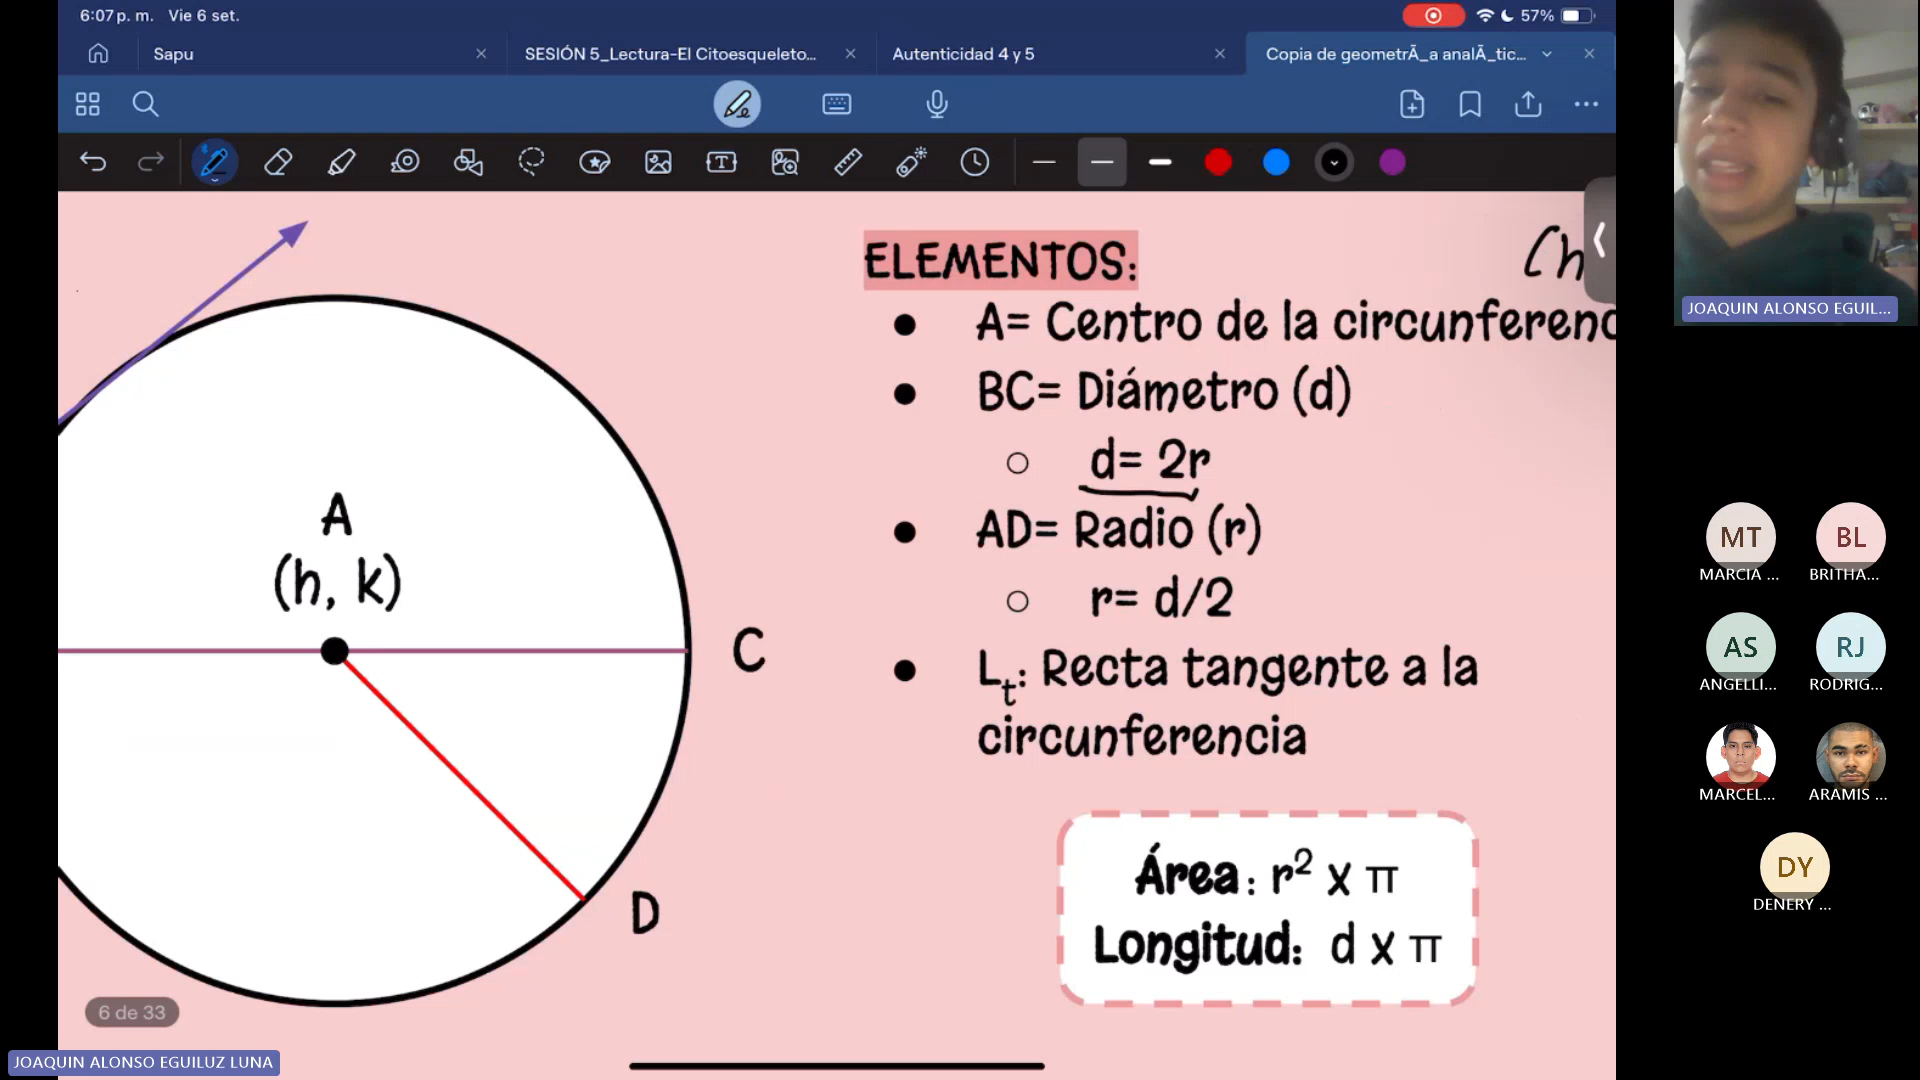 6:07 p. m. Vie 6 set.
57%
Sapu
SESIÓN 5_Lectura-El Citoesqueleto...
Autenticidad 4 y 5
Copia de geometrÃ_a analÃ_tic...
ELEMENTOS:
(h
A= Centro de la circunferenc
BC= Diámetro (d)
d= 2r
AD= Radio (r)
r= d/2
Lt: Recta tangente a la
circunferencia
A
(h, k)
C
D
Área: r² x π
Longitud: d x π
6 de 33
JOAQUIN ALONSO EGUILUZ LUNA
JOAQUIN ALONSO EGUIL...
MT
BL
MARCIA ...
BRITHA...
AS
RJ
ANGELLI...
RODRIG...
MARCEL...
ARAMIS ...
DY
DENERY ...